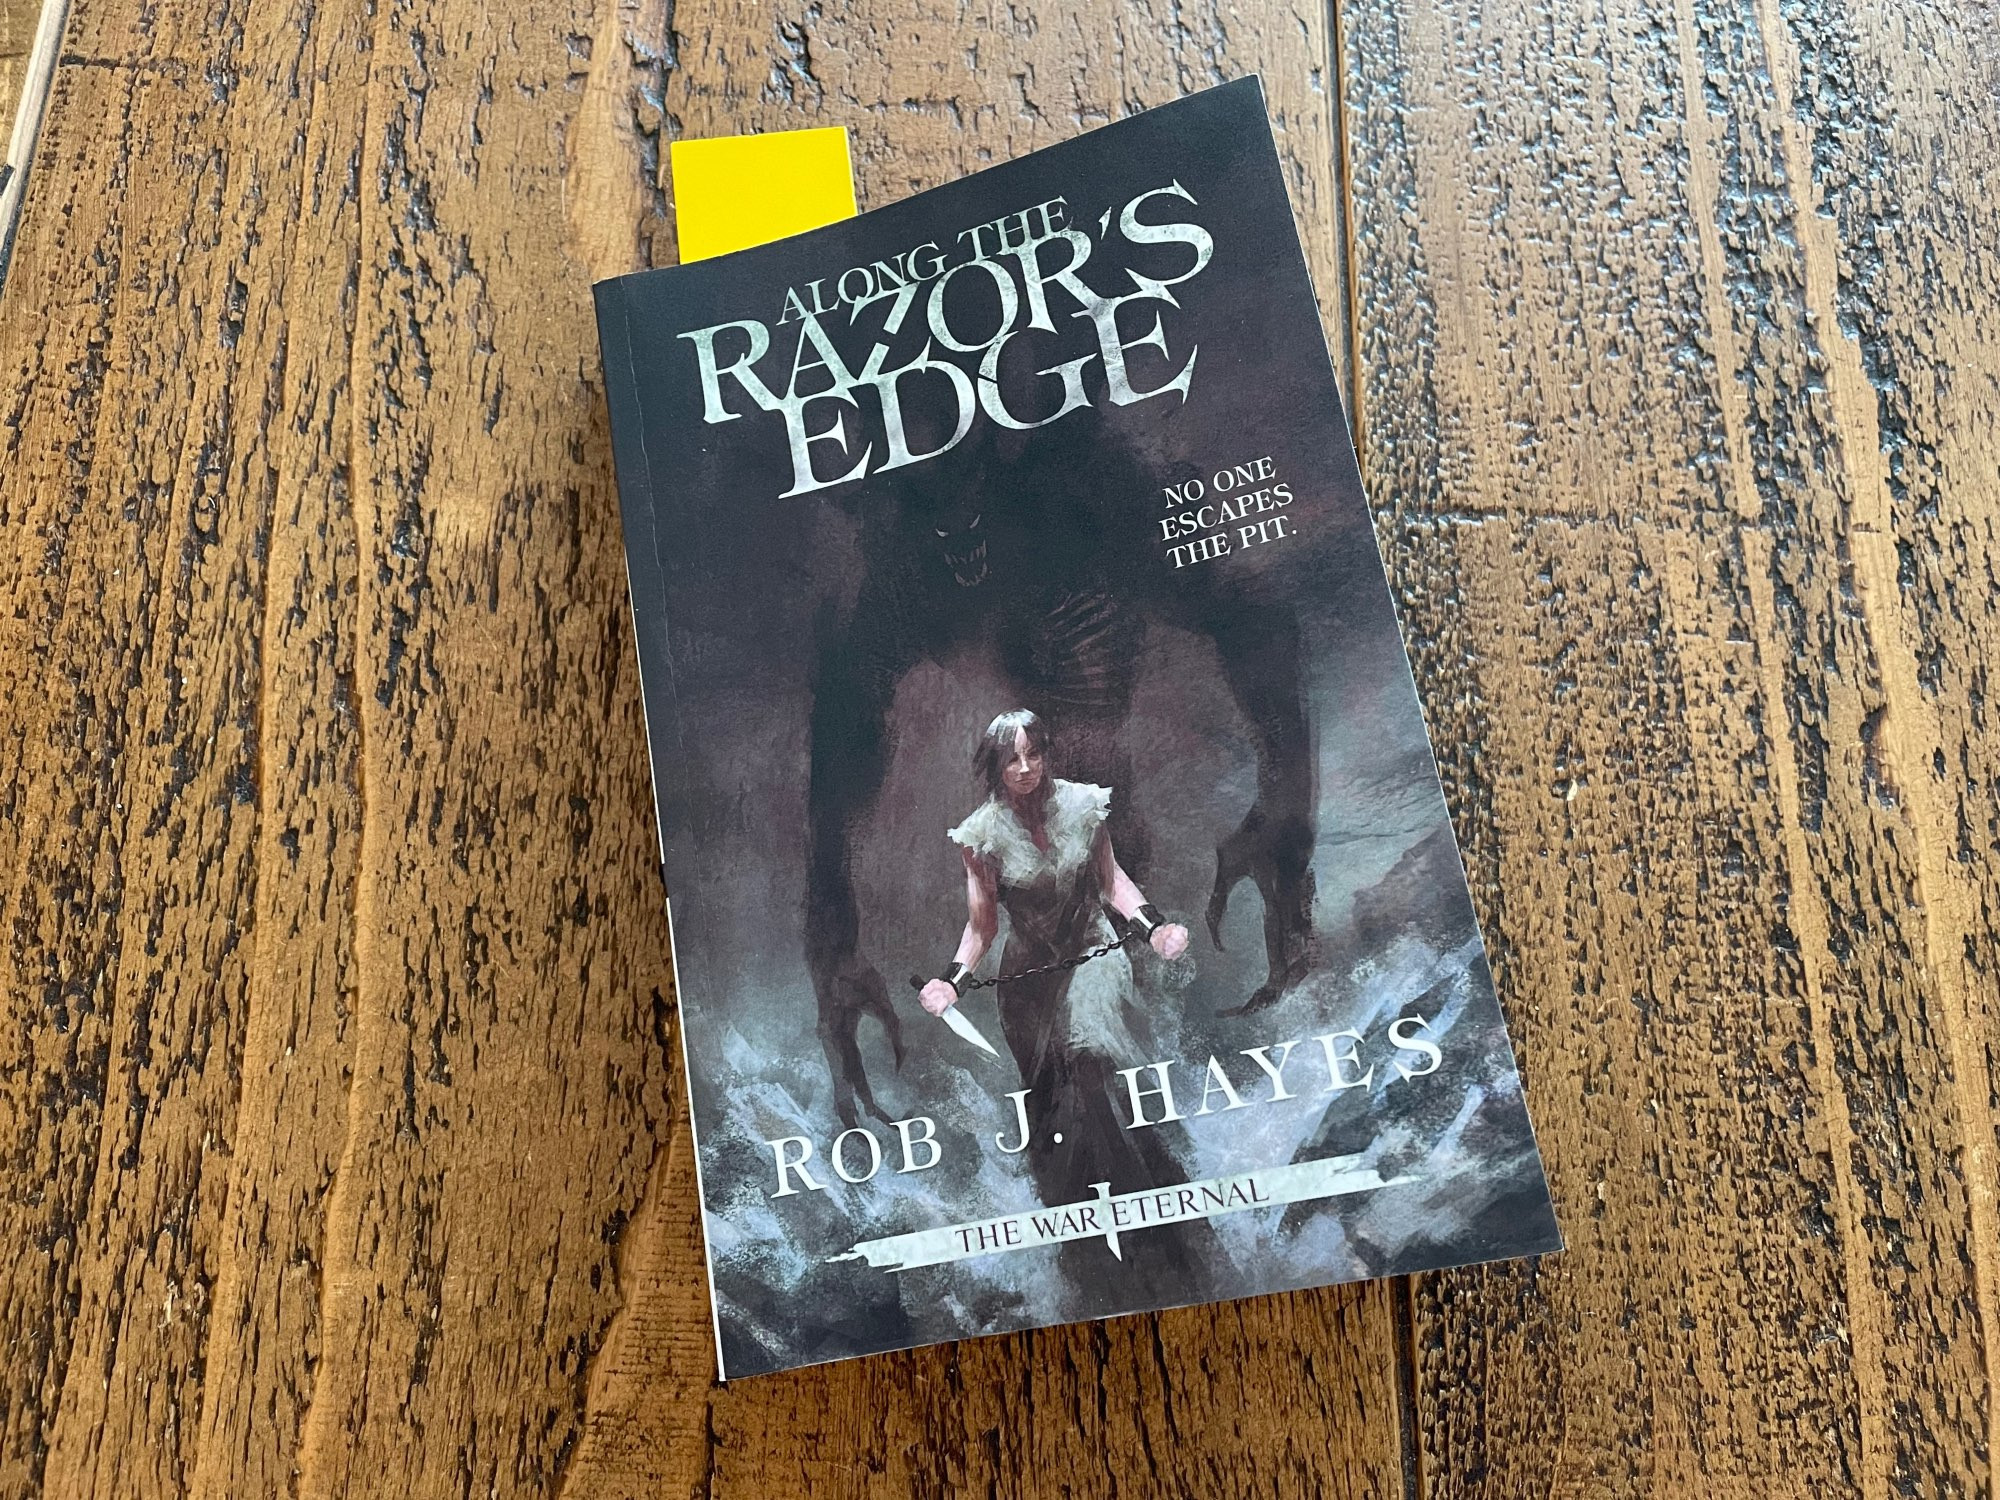 ALONG THE
RAZOR'S
EDGE
NO ONE
ESCAPES
THE PIT.
ROB J. HAYES
THE WAR ETERNAL